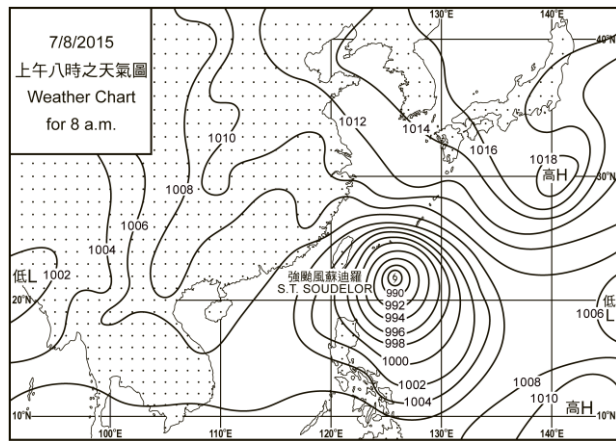 7/8/2015
上午八時之天氣圖
Weather Chart
for 8 a.m.
130°E
140°E
40°N
1010
1012
1014
1016
1018
高H
30°N
1008
1006
1004
1002
低L
20°N
強颱風蘇迪羅
S.T. SOUDELOR
990
992
994
996
998
1000
1002
1004
低
L
1006
1008
1010
高H
10°N
10°N
100°E
110°E
120°E
130°E
140°E